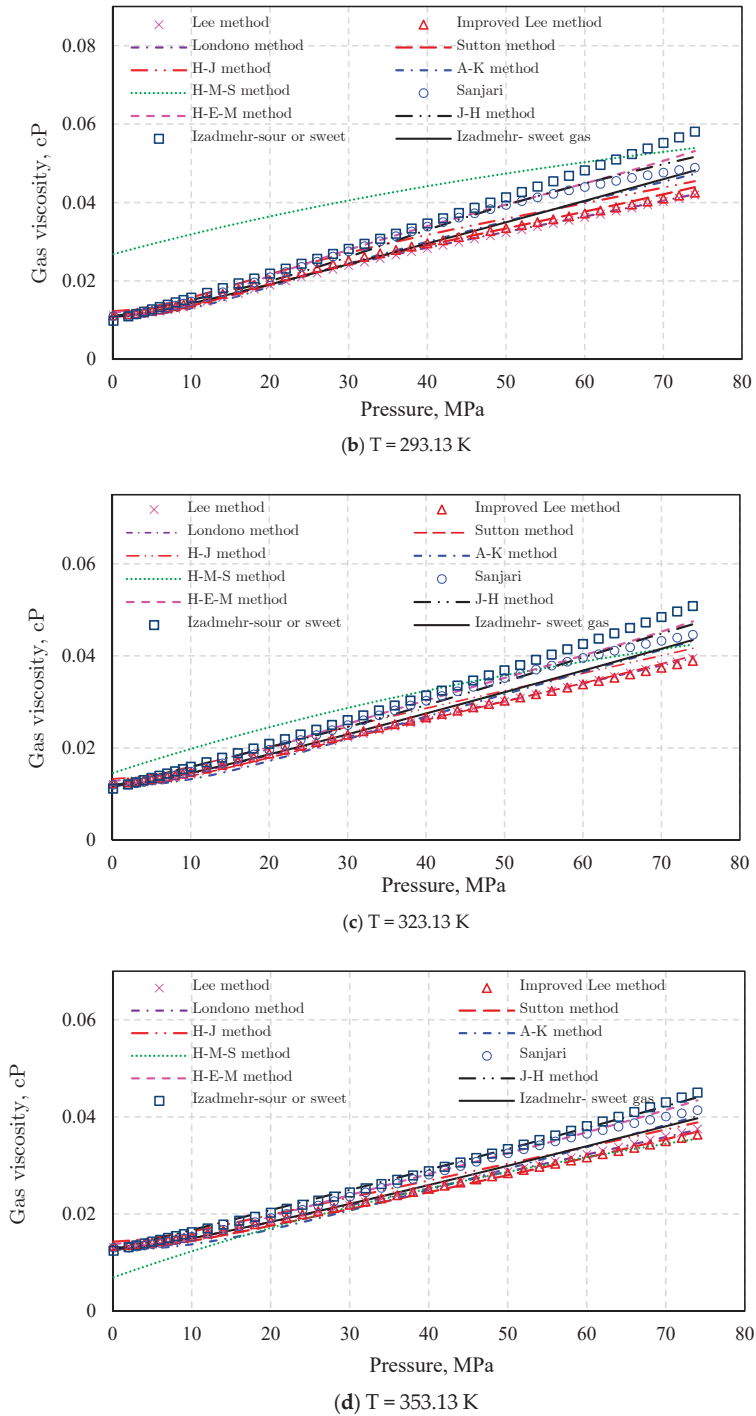 0.08
0.06
0.04
0.02
0
Gas viscosity, cP
Lee method
Improved Lee method
Londono method
Sutton method
H-J method
A-K method
H-M-S method
Sanjari
H-E-M method
J-H method
Izadmehr-sour or sweet
Izadmehr- sweet gas
0 10 20 30 40 50 60 70 80
Pressure, MPa
(b) T = 293.13 K
0.06
0.04
0.02
0
Gas viscosity, cP
Lee method
Improved Lee method
Londono method
Sutton method
H-J method
A-K method
H-M-S method
Sanjari
H-E-M method
J-H method
Izadmehr-sour or sweet
Izadmehr- sweet gas
0 10 20 30 40 50 60 70 80
Pressure, MPa
(c) T = 323.13 K
0.06
0.04
0.02
0
Gas viscosity, cP
Lee method
Improved Lee method
Londono method
Sutton method
H-J method
A-K method
H-M-S method
Sanjari
H-E-M method
J-H method
Izadmehr-sour or sweet
Izadmehr- sweet gas
0 10 20 30 40 50 60 70 80
Pressure, MPa
(d) T = 353.13 K